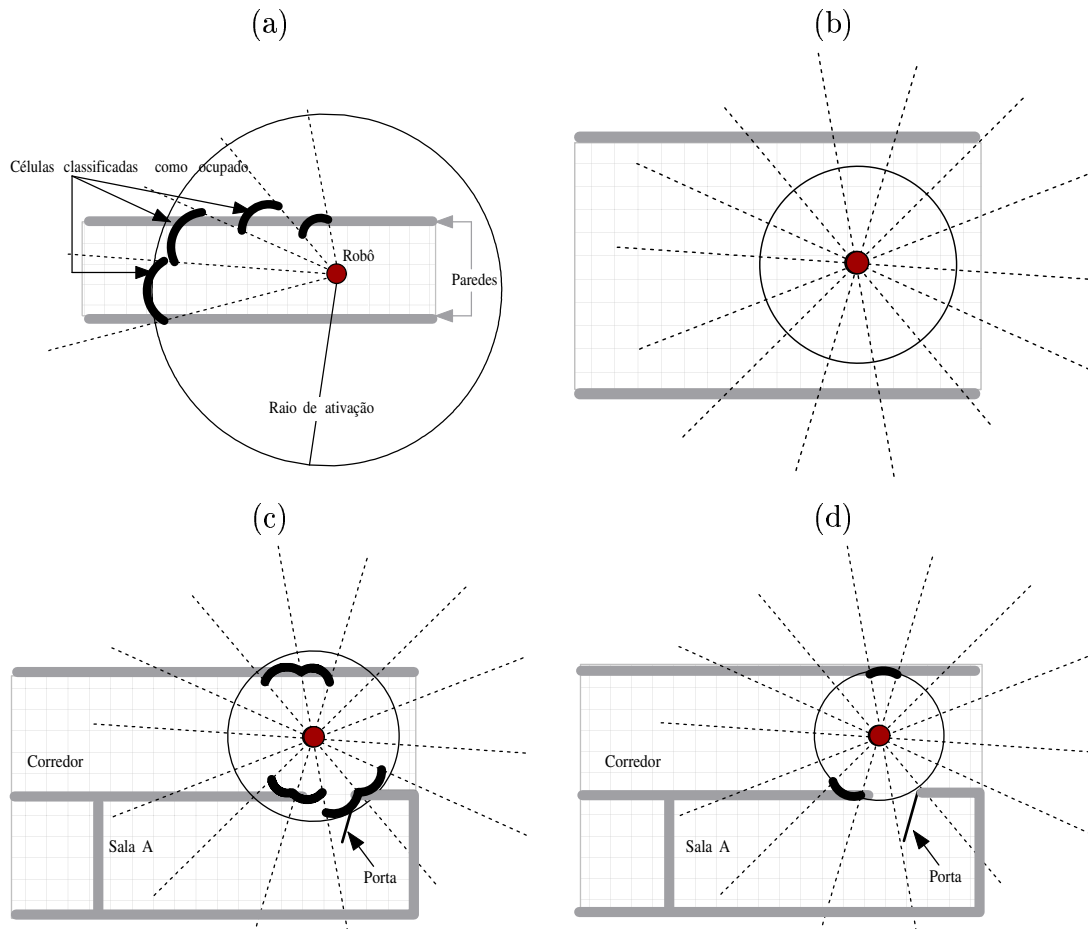 (a)
(b)
Células classificadas como ocupado
Robô
Paredes
Raio de ativação
(c)
(d)
Corredor
Corredor
Sala A
Sala A
Porta
Porta